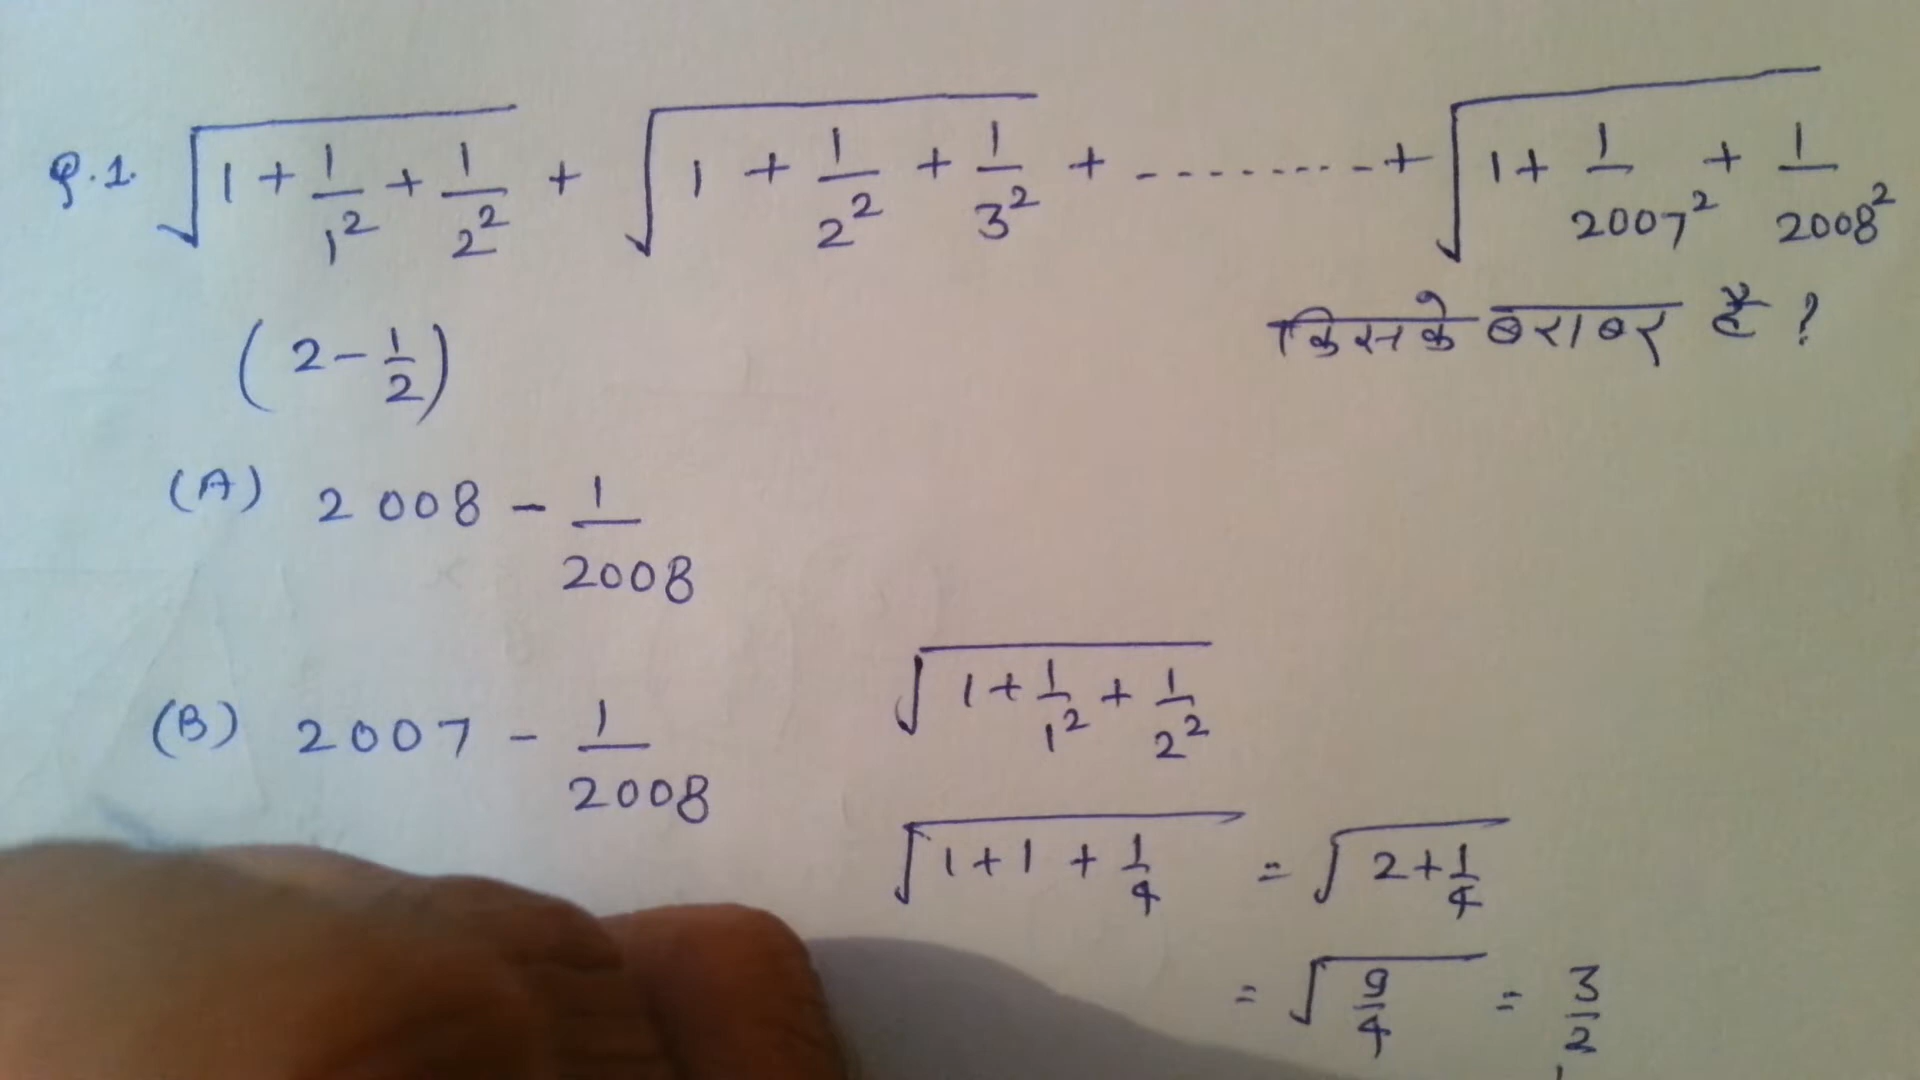 Q.1. √(1 + 1/1² + 1/2²) + √(1 + 1/2² + 1/3²) + - - - - - - - - + √(1 + 1/2007² + 1/2008²)
किसके बराबर है ?
(2 - 1/2)
(A) 2008 - 1/2008
(B) 2007 - 1/2008
√(1 + 1/1² + 1/2²)
√(1 + 1 + 1/4) = √(2 + 1/4)
= √(9/4) = 3/2